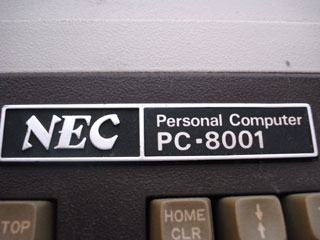 NEC
Personal Computer
PC-8001
TOP
HOME
CLR